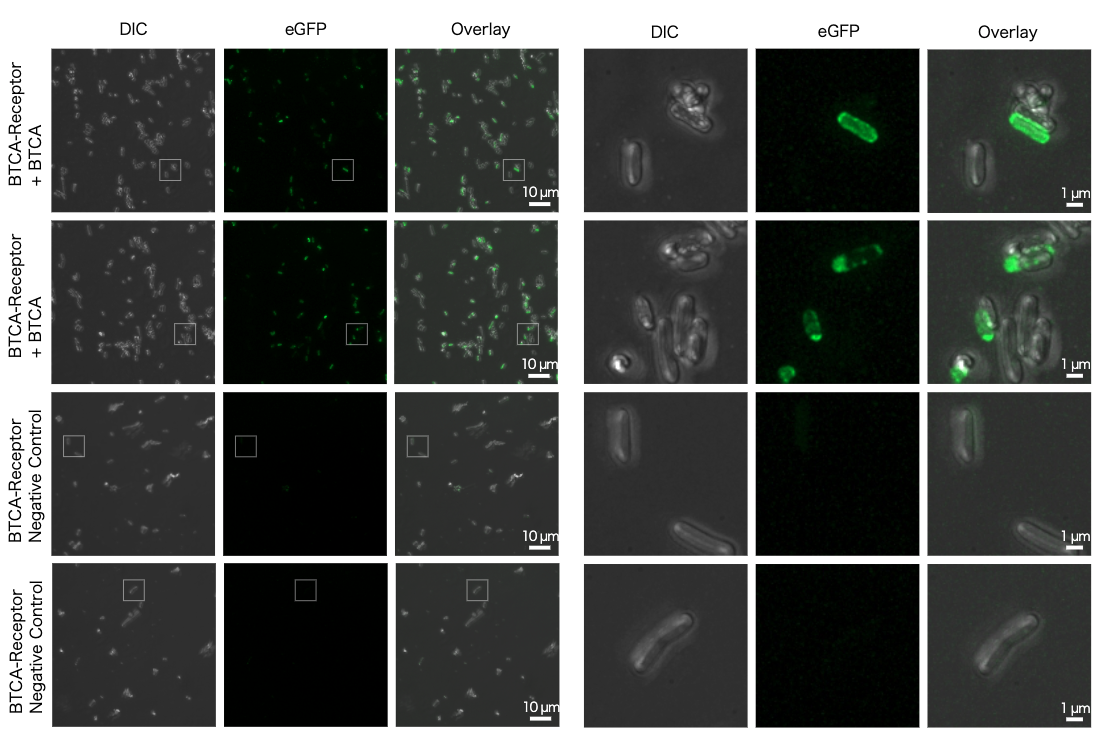 DIC eGFP Overlay DIC eGFP Overlay
BTCA-Receptor
+ BTCA
10 µm
1 µm
BTCA-Receptor
+ BTCA
10 µm
1 µm
BTCA-Receptor
Negative Control
10 µm
1 µm
BTCA-Receptor
Negative Control
10 µm
1 µm